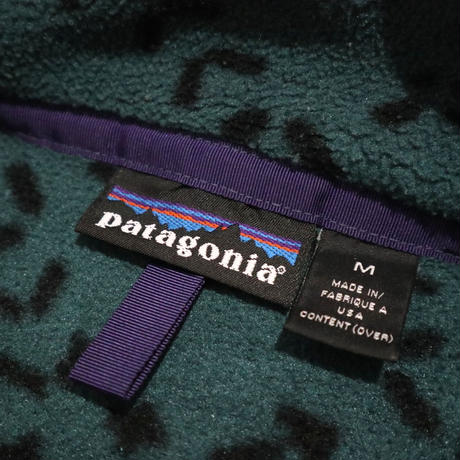 patagonia®
M
MADE IN/
FABRIQUE A
USA
CONTENT (OVER)